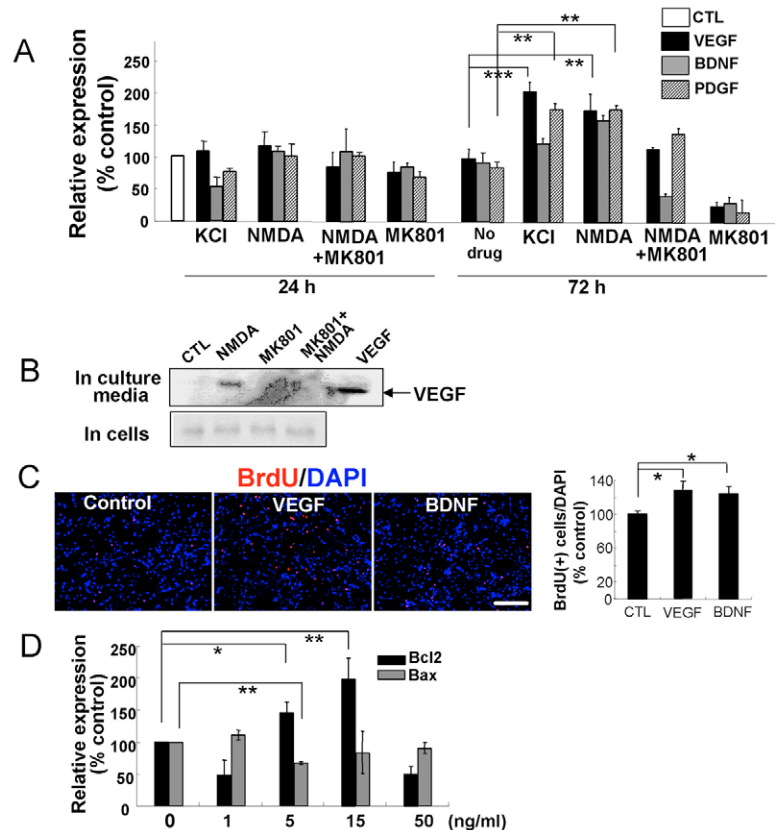 A
CTL
VEGF
BDNF
PDGF
Relative expression
(% control)
250
200
150
100
50
0
** ** *** **
KCl NMDA NMDA +MK801 MK801 No drug KCl NMDA NMDA +MK801 MK801
24 h 72 h
B
CTL NMDA MK801 MK801+ NMDA VEGF
In culture media
VEGF
In cells
C
BrdU/DAPI
Control VEGF BDNF
BrdU(+) cells/DAPI
(% control)
140
100
60
20
0
* *
CTL VEGF BDNF
D
Bcl2
Bax
Relative expression
(% control)
250
200
150
100
50
0
** * **
0 1 5 15 50 (ng/ml)